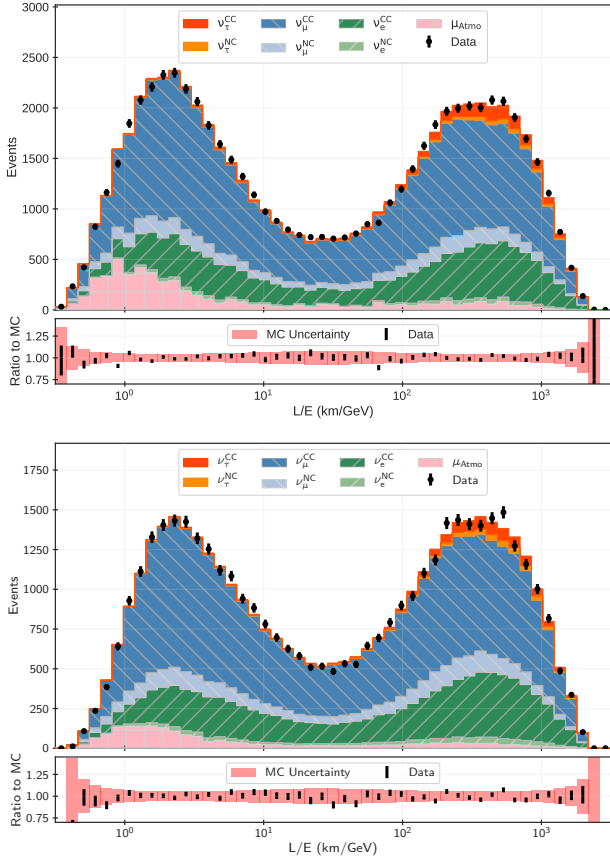 3000
2500
2000
1500
1000
500
0
Events
ν_τ^CC ν_μ^CC ν_e^CC μ_Atmo
ν_τ^NC ν_μ^NC ν_e^NC Data
1.25
1.00
0.75
Ratio to MC
MC Uncertainty Data
10^0 10^1 10^2 10^3
L/E (km/GeV)
1750
1500
1250
1000
750
500
250
0
Events
ν_τ^CC ν_μ^CC ν_e^CC μ_Atmo
ν_τ^NC ν_μ^NC ν_e^NC Data
1.25
1.00
0.75
Ratio to MC
MC Uncertainty Data
10^0 10^1 10^2 10^3
L/E (km/GeV)